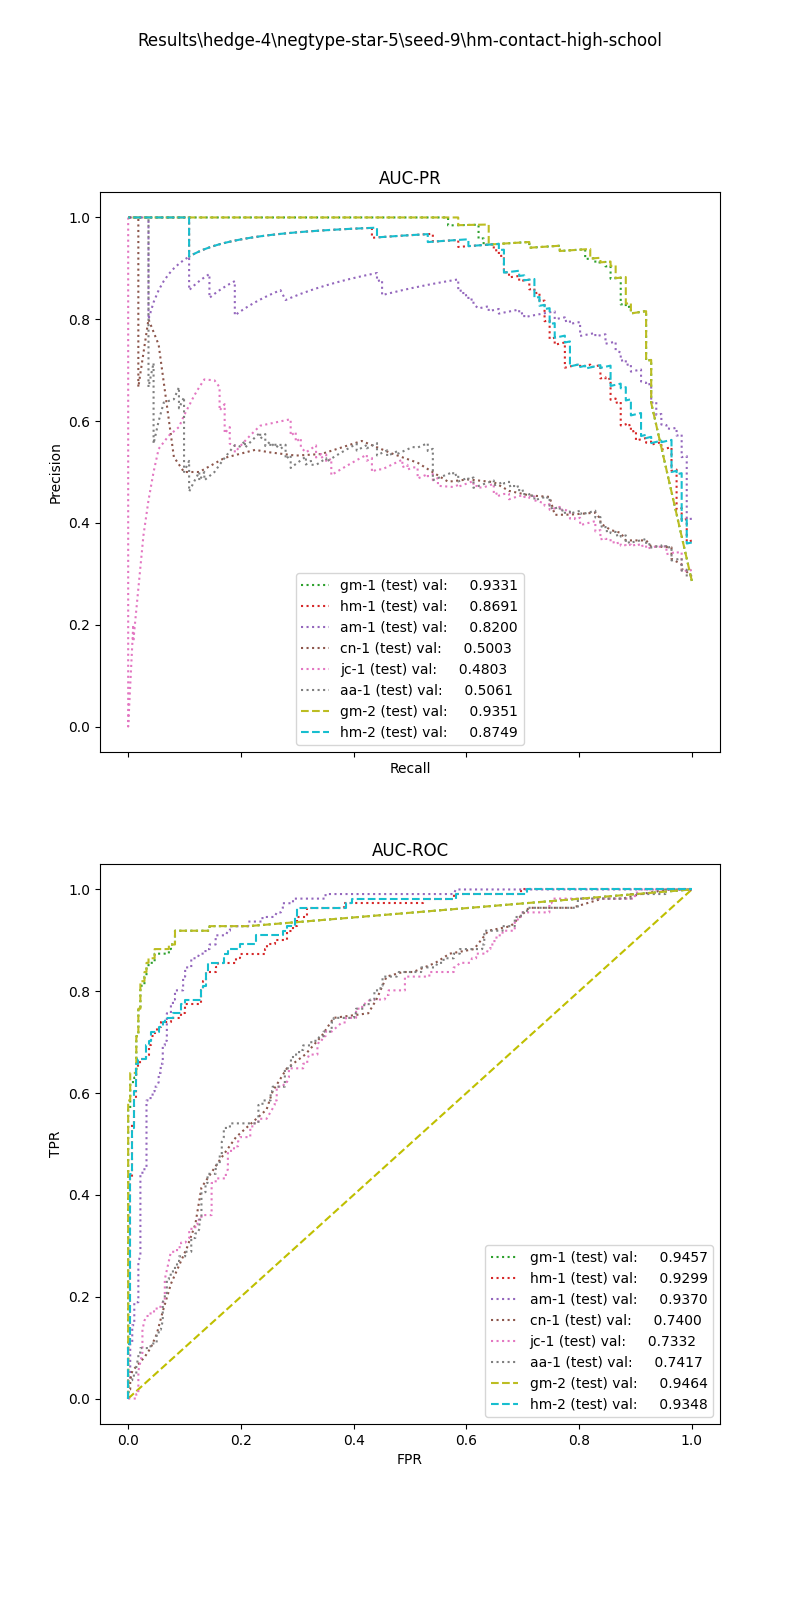 Results\hedge-4\negtype-star-5\seed-9\hm-contact-high-school
AUC-PR
1.0
0.8
0.6
0.4
0.2
0.0
Precision
gm-1 (test) val: 0.9331
hm-1 (test) val: 0.8691
am-1 (test) val: 0.8200
cn-1 (test) val: 0.5003
jc-1 (test) val: 0.4803
aa-1 (test) val: 0.5061
gm-2 (test) val: 0.9351
hm-2 (test) val: 0.8749
Recall
AUC-ROC
1.0
0.8
0.6
0.4
0.2
0.0
TPR
gm-1 (test) val: 0.9457
hm-1 (test) val: 0.9299
am-1 (test) val: 0.9370
cn-1 (test) val: 0.7400
jc-1 (test) val: 0.7332
aa-1 (test) val: 0.7417
gm-2 (test) val: 0.9464
hm-2 (test) val: 0.9348
0.0 0.2 0.4 0.6 0.8 1.0
FPR